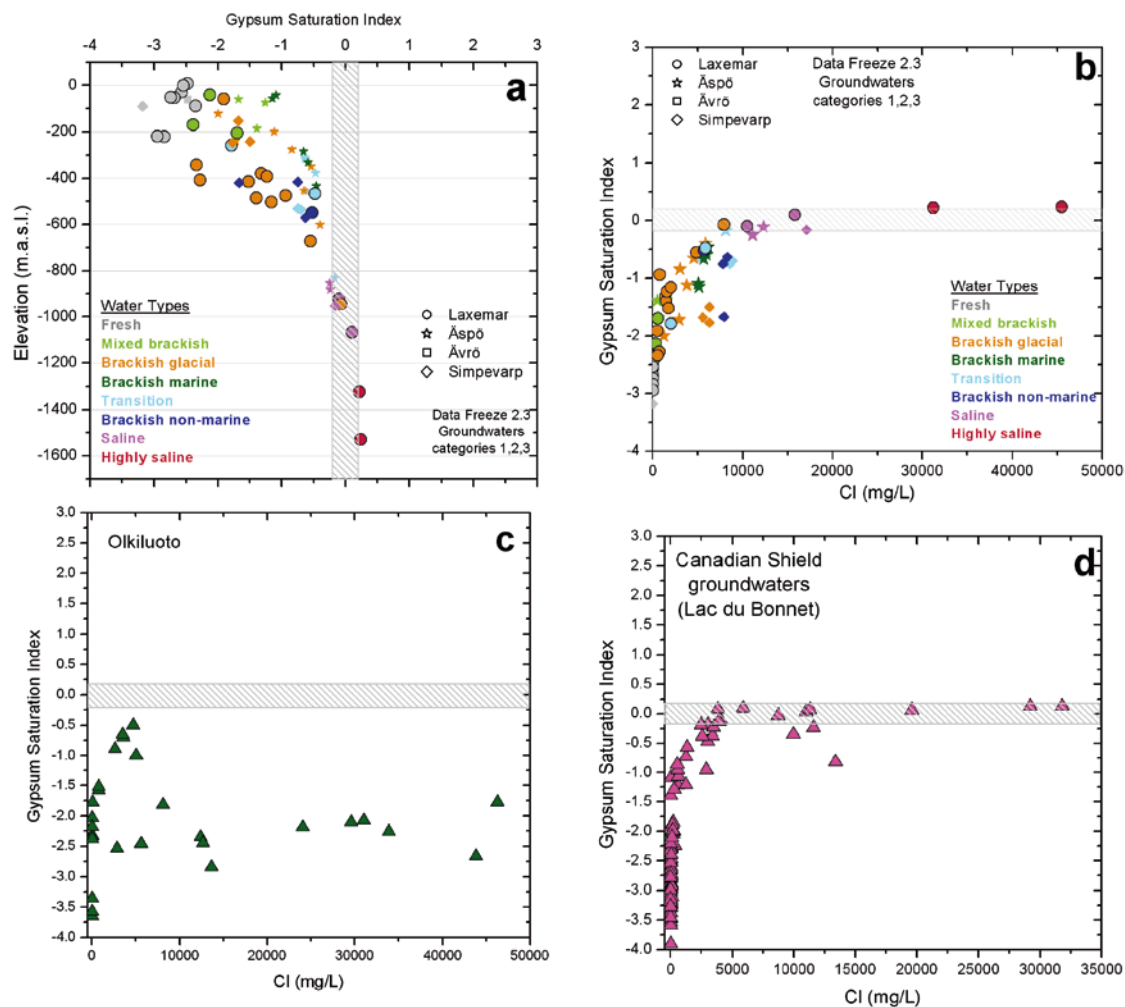 Gypsum Saturation Index
-4 -3 -2 -1 0 1 2 3
a
Elevation (m.a.s.l.)
0
-200
-400
-600
-800
-1000
-1200
-1400
-1600
Water Types
Fresh
Mixed brackish
Brackish glacial
Brackish marine
Transition
Brackish non-marine
Saline
Highly saline
Laxemar
Äspö
Ävrö
Simpevarp
Data Freeze 2.3
Groundwaters
categories 1,2,3
b
Laxemar
Äspö
Ävrö
Simpevarp
Data Freeze 2.3
Groundwaters
categories 1,2,3
Gypsum Saturation Index
3
2
1
0
-1
-2
-3
-4
Water Types
Fresh
Mixed brackish
Brackish glacial
Brackish marine
Transition
Brackish non-marine
Saline
Highly saline
0 10000 20000 30000 40000 50000
Cl (mg/L)
Olkiluoto
c
Gypsum Saturation Index
3.0
2.5
2.0
1.5
1.0
0.5
0.0
-0.5
-1.0
-1.5
-2.0
-2.5
-3.0
-3.5
-4.0
0 10000 20000 30000 40000 50000
Cl (mg/L)
Canadian Shield
groundwaters
(Lac du Bonnet)
d
Gypsum Saturation Index
3.0
2.5
2.0
1.5
1.0
0.5
0.0
-0.5
-1.0
-1.5
-2.0
-2.5
-3.0
-3.5
-4.0
0 5000 10000 15000 20000 25000 30000 35000
Cl (mg/L)